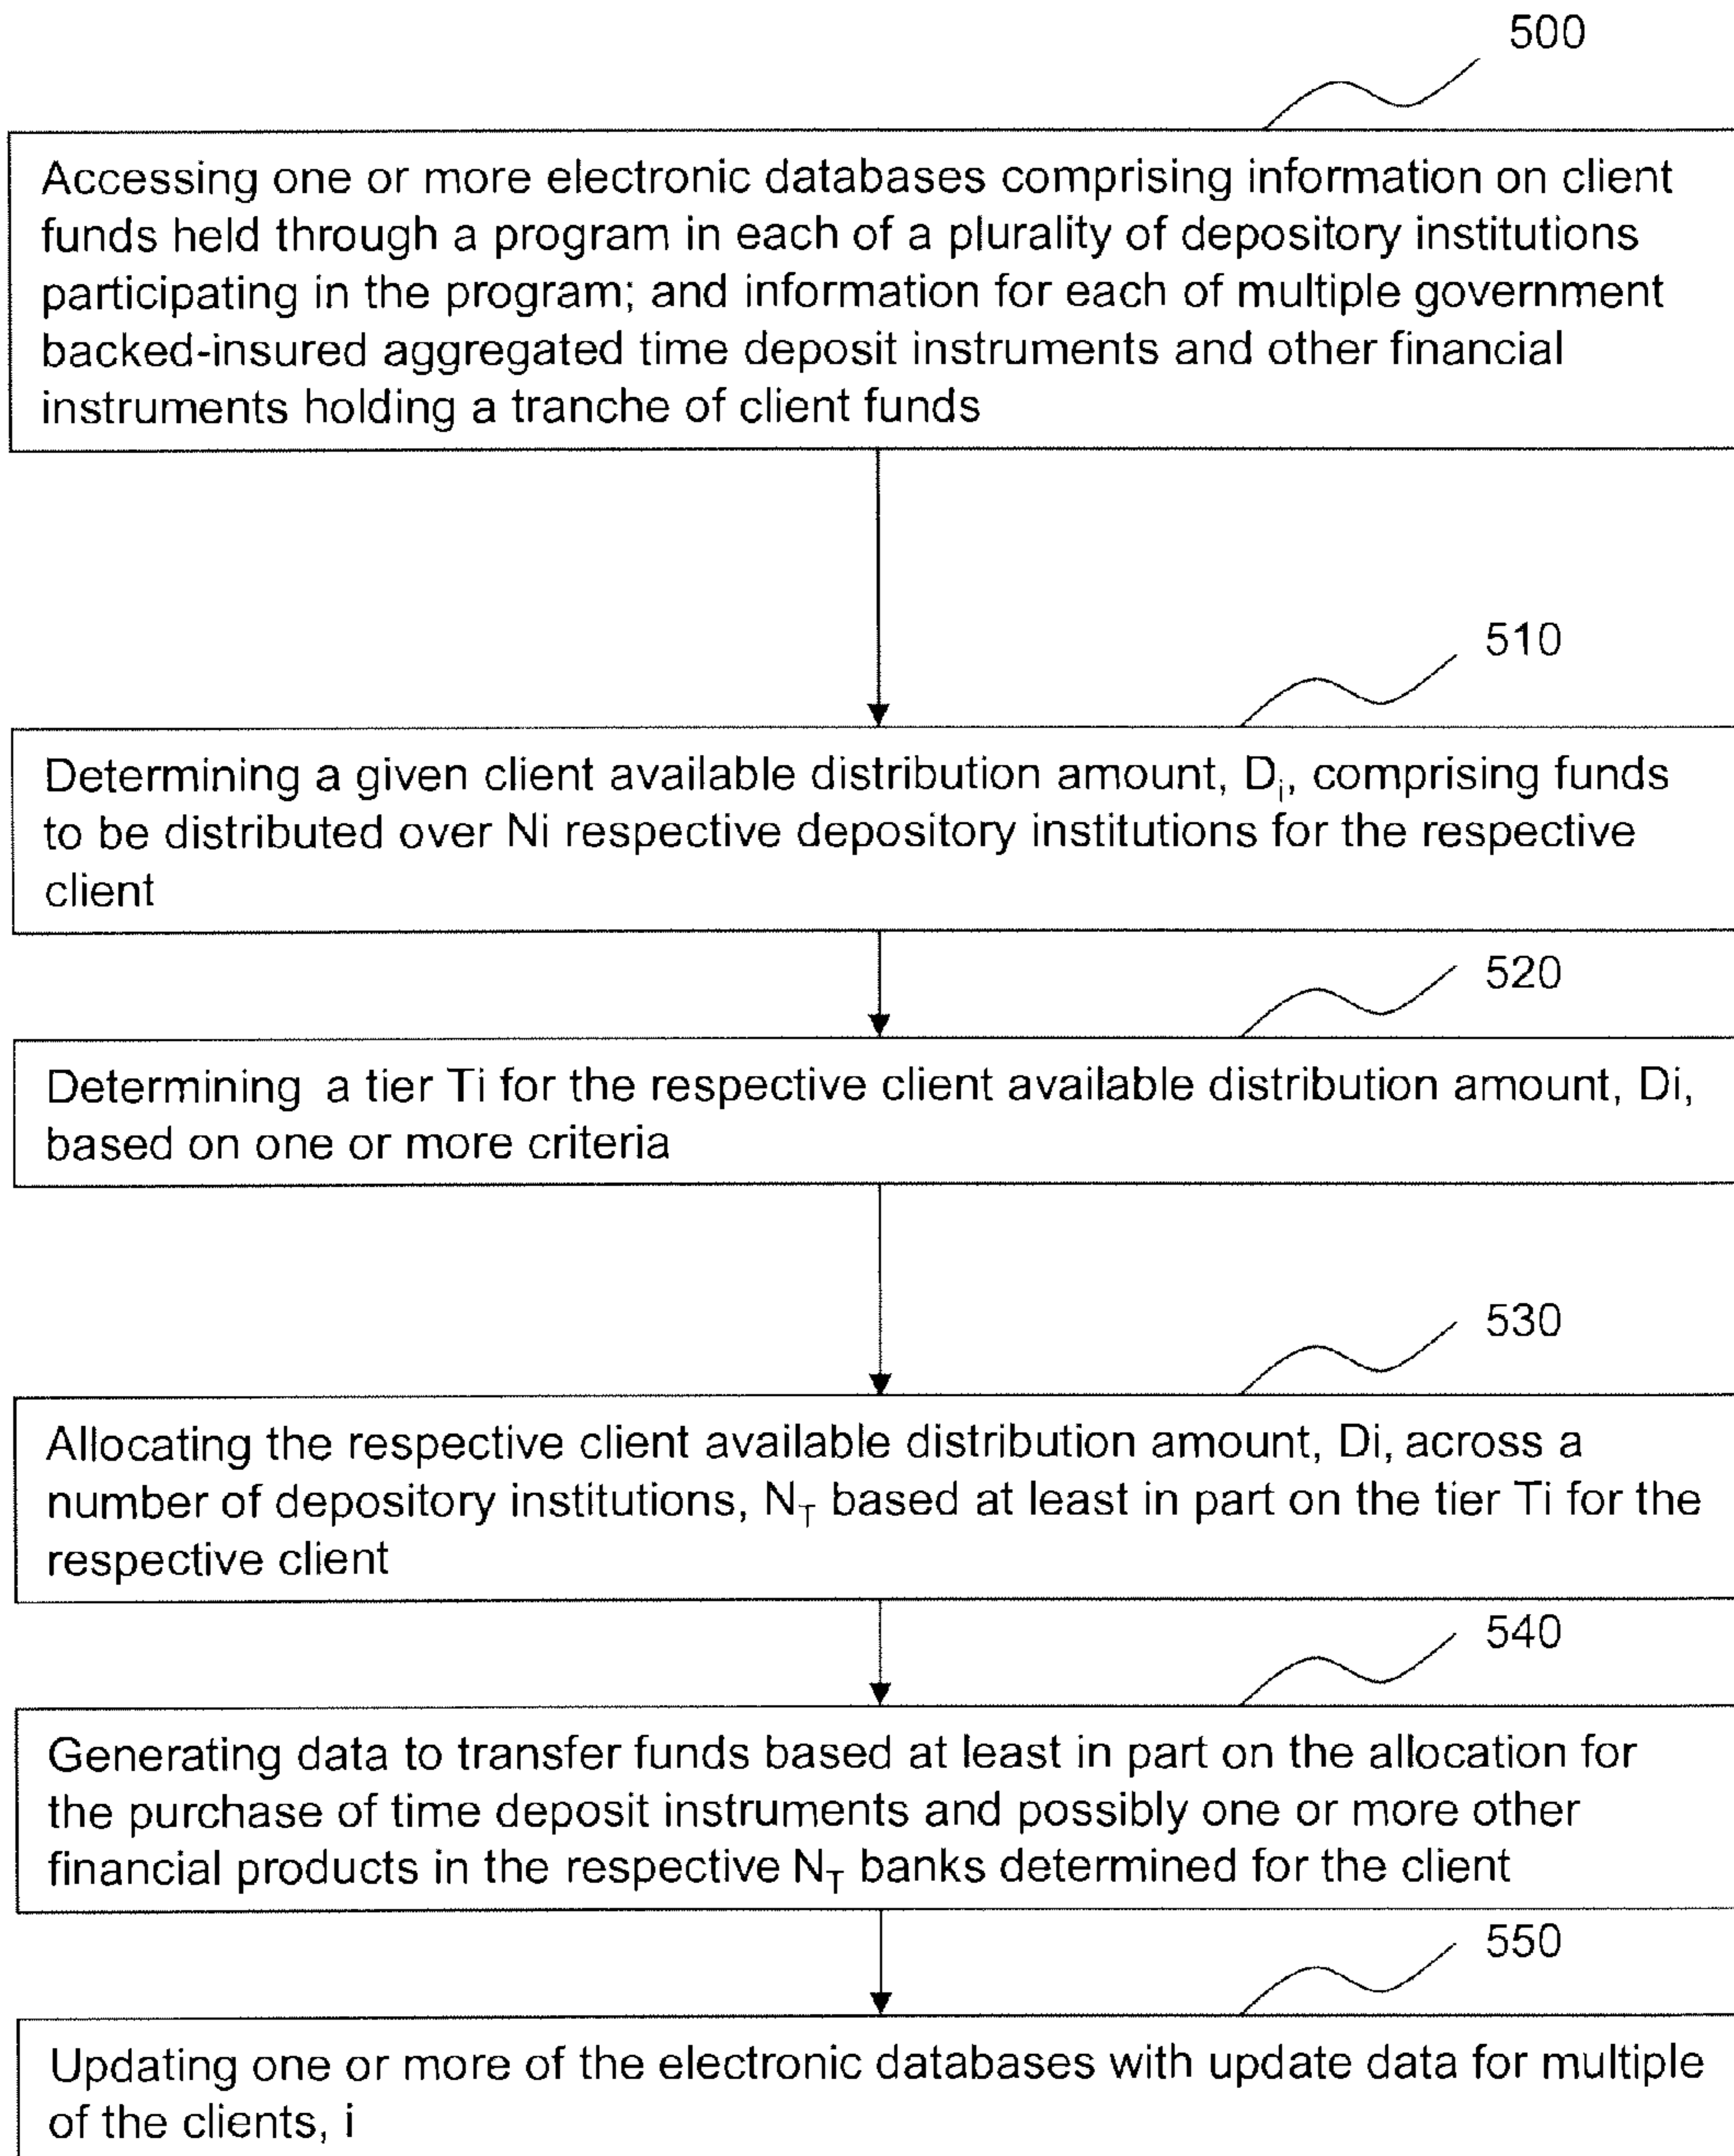 500
Accessing one or more electronic databases comprising information on client
funds held through a program in each of a plurality of depository institutions
participating in the program; and information for each of multiple government
backed-insured aggregated time deposit instruments and other financial
instruments holding a tranche of client funds
510
Determining a given client available distribution amount, Di, comprising funds
to be distributed over Ni respective depository institutions for the respective
client
520
Determining a tier Ti for the respective client available distribution amount, Di,
based on one or more criteria
530
Allocating the respective client available distribution amount, Di, across a
number of depository institutions, NT based at least in part on the tier Ti for the
respective client
540
Generating data to transfer funds based at least in part on the allocation for
the purchase of time deposit instruments and possibly one or more other
financial products in the respective NT banks determined for the client
550
Updating one or more of the electronic databases with update data for multiple
of the clients, i